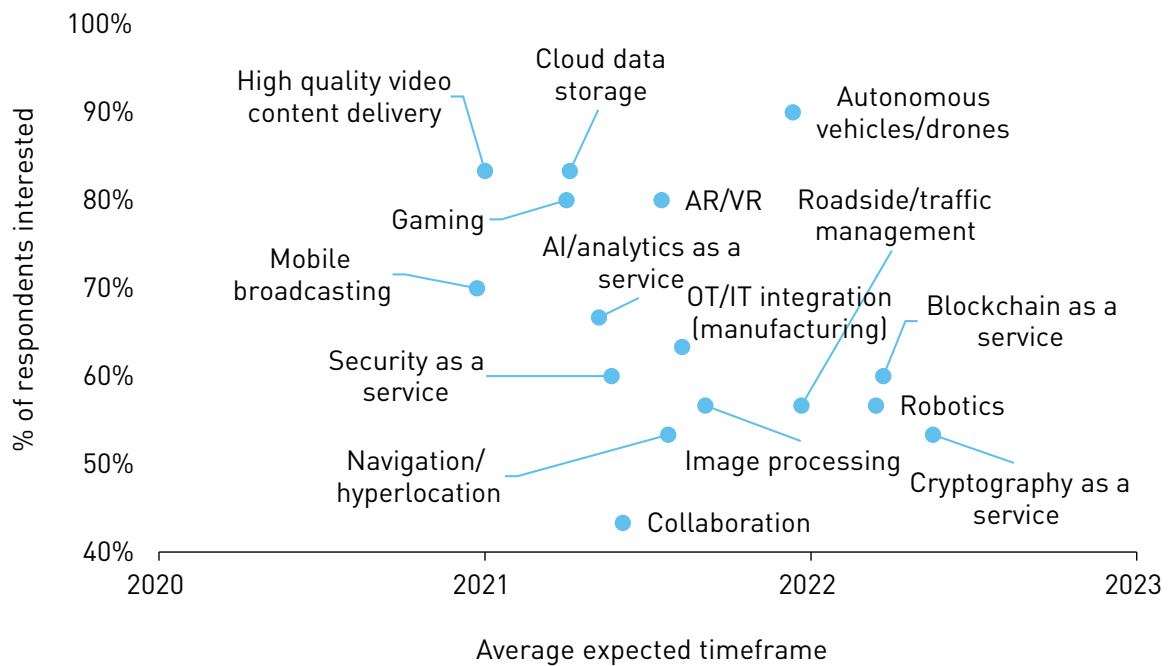 100%
Cloud data
storage
High quality video
content delivery
90%
Autonomous
vehicles/drones
80%
Gaming
AR/VR
Roadside/traffic
management
AI/analytics as a
service
Mobile
broadcasting
70%
OT/IT integration
(manufacturing)
Blockchain as a
service
Security as a
service
60%
Robotics
Navigation/
hyperlocation
50%
Image processing
Cryptography as a
service
Collaboration
40%
% of respondents interested
2020
2021
2022
2023
Average expected timeframe